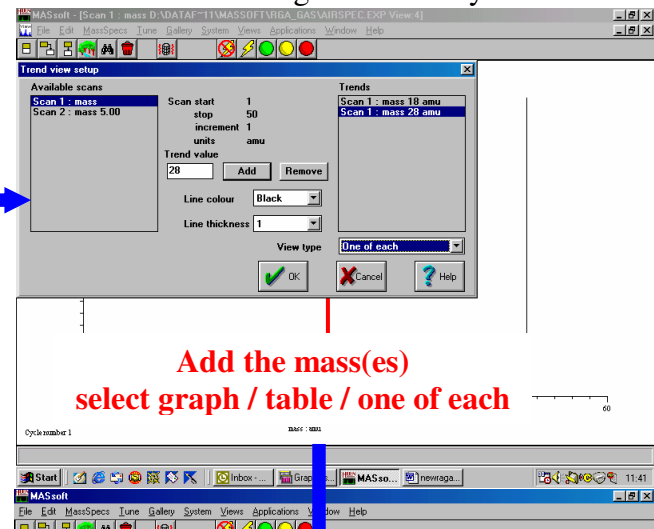 MASsoft - [Scan 1 : mass D:\DATAF~11\MASSOFT\RGA_GAS\AIRSPEC.EXP View:4]
File Edit MassSpecs Tune Gallery System Views Applications Window Help
Trend view setup
Available scans
Scan 1 : mass
Scan 2 : mass 5.00
Scan start 1
stop 50
increment 1
units amu
Trend value
28 Add Remove
Line colour Black
Line thickness 1
Trends
Scan 1 : mass 18 amu
Scan 1 : mass 28 amu
View type One of each
OK Cancel Help
Add the mass(es)
select graph / table / one of each
60
Cycle number 1
mass : amu
Start Inbox - ... MASso... newraga... 11:41
MASsoft
File Edit MassSpecs Tune Gallery System Views Applications Help